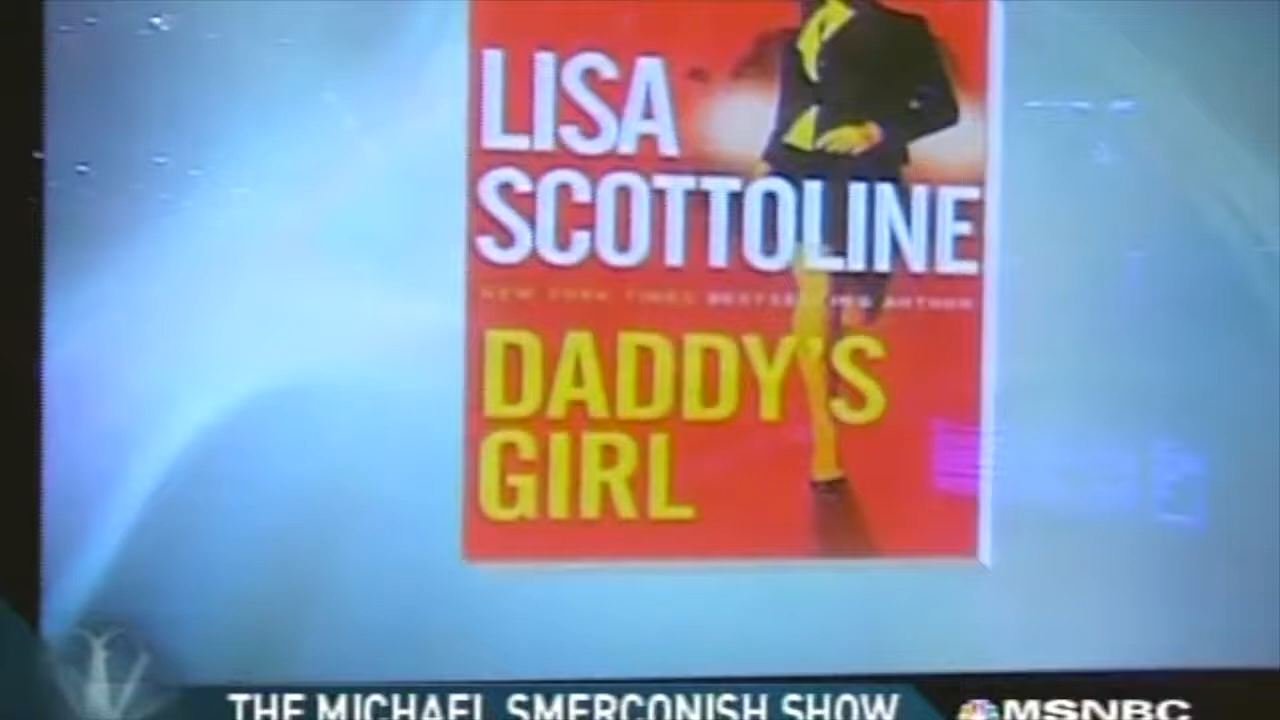 LISA
SCOTTOLINE
NEW YORK TIMES BESTSELLING AUTHOR
DADDY'S
GIRL
THE MICHAEL SMERCONISH SHOW
MSNBC